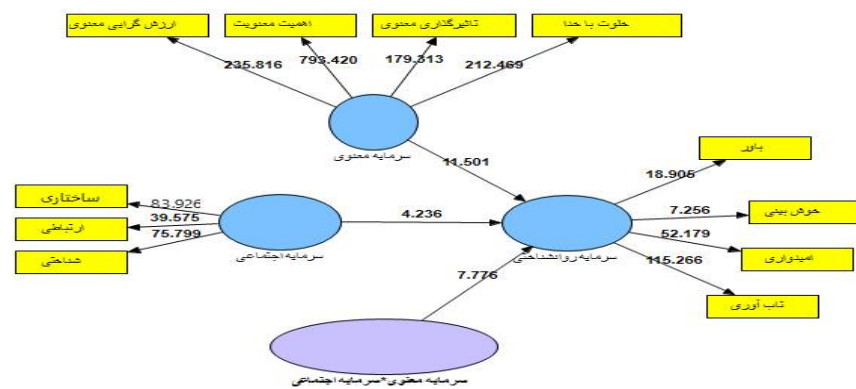 ارزش گرایی معنوی
اهمیت معنویت
تاثیرگذاری معنوی
خلوت با خدا
235.816
793.420
179.313
212.469
سرمایه معنوی
11.501
باور
18.905
خوش بینی
7.256
امیدواری
52.179
تاب آوری
115.266
ساختاری
83.926
ارتباطی
39.575
شناختی
75.799
سرمایه اجتماعی
4.236
سرمایه روانشناختی
7.776
سرمایه معنوی*سرمایه اجتماعی